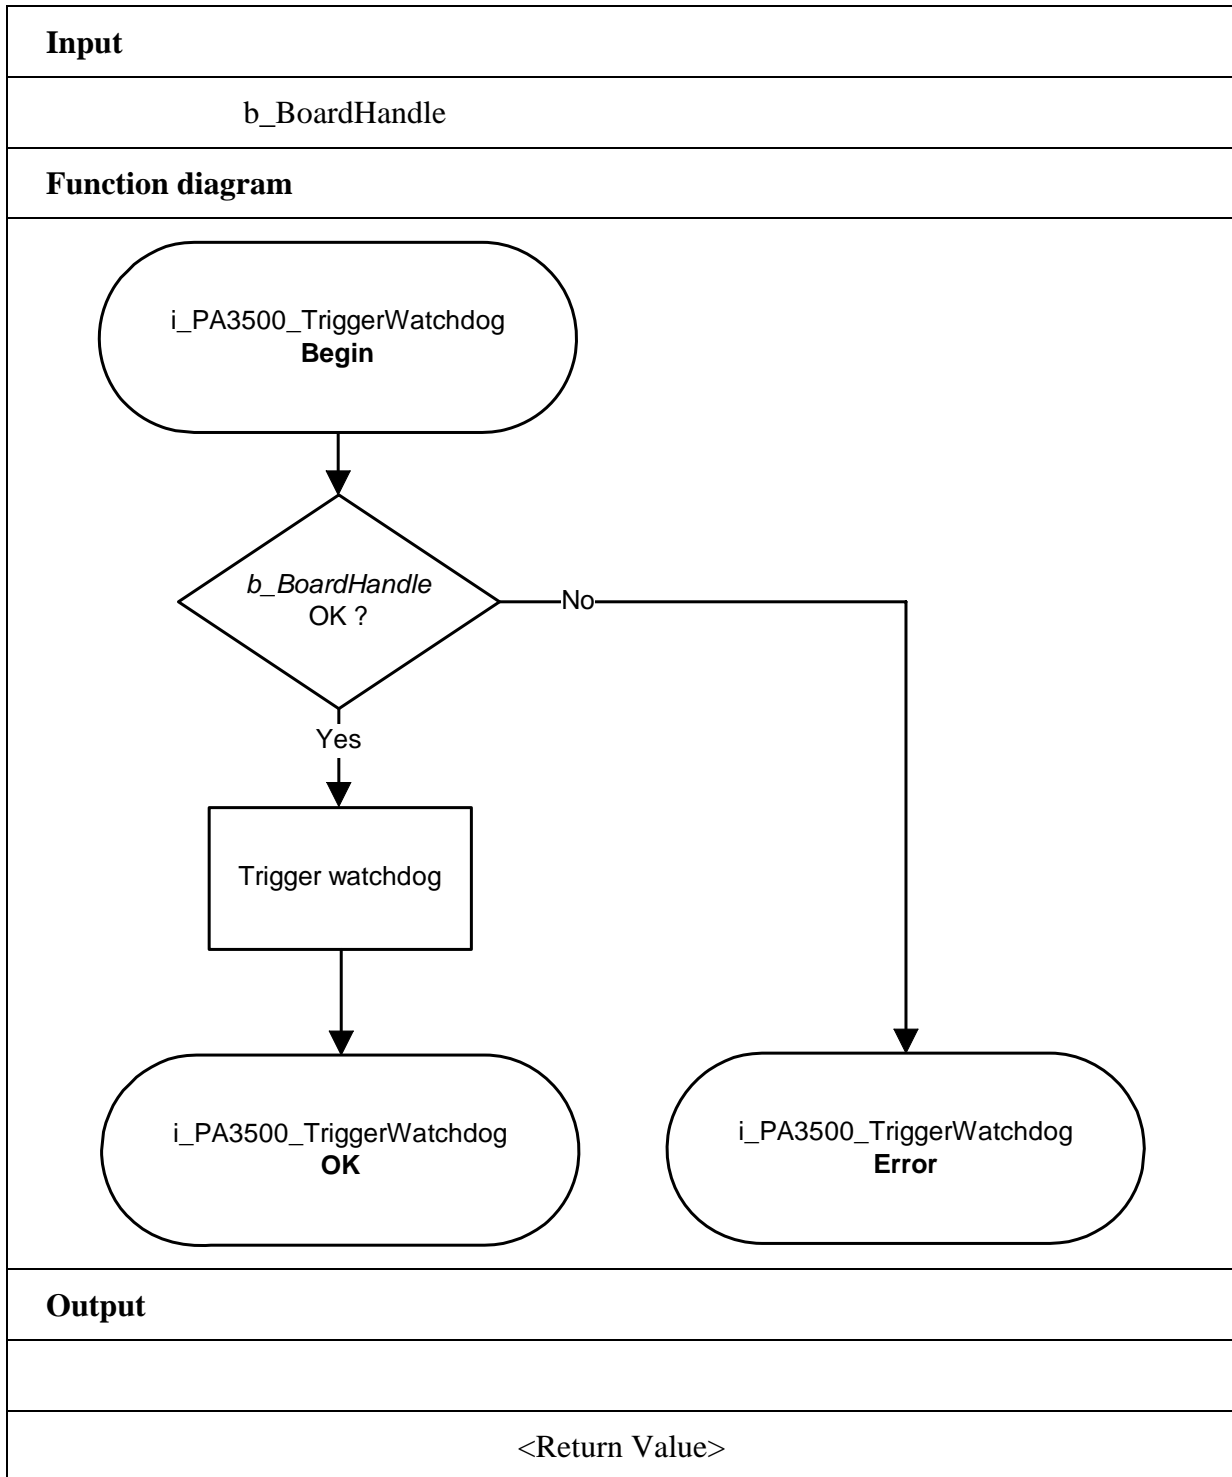 Input
b_BoardHandle
Function diagram
i_PA3500_TriggerWatchdog
Begin
b_BoardHandle
OK ?
No
Yes
Trigger watchdog
i_PA3500_TriggerWatchdog
OK
i_PA3500_TriggerWatchdog
Error
Output
<Return Value>